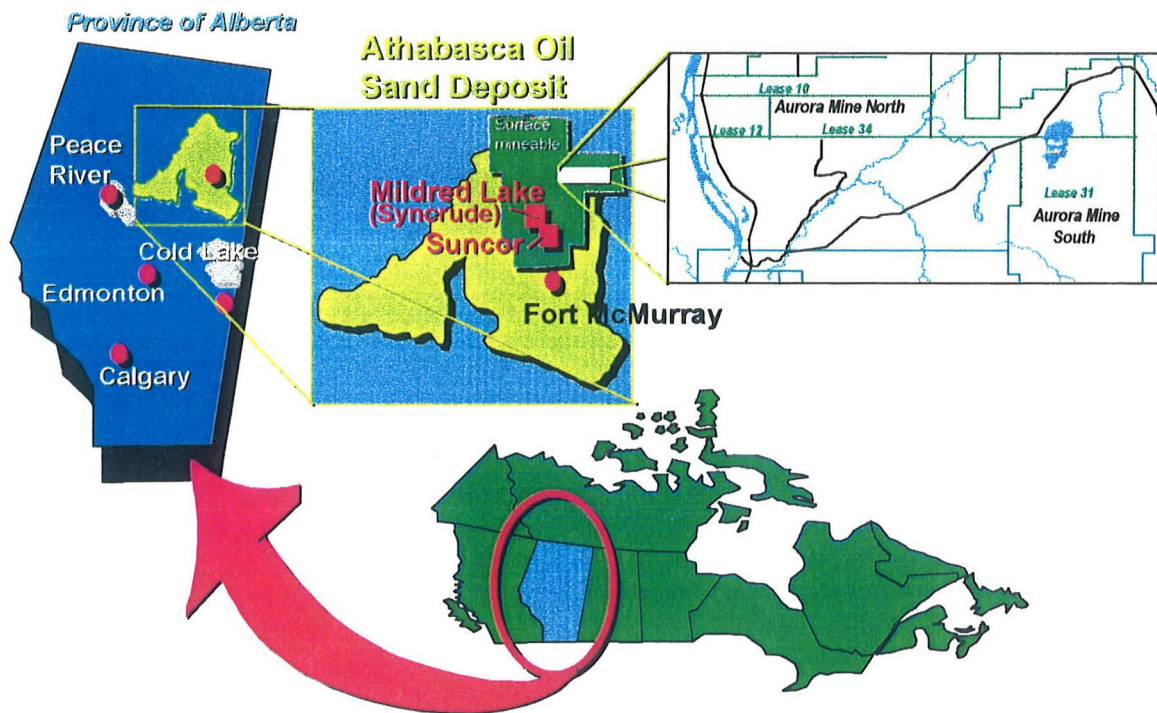 Province of Alberta
Peace
River
Cold Lake
Edmonton
Calgary
Athabasca Oil
Sand Deposit
Surface
mineable
Mildred Lake
(Syncrude)
Suncor
Fort McMurray
Lease 10
Aurora Mine North
Lease 12
Lease 34
Lease 31
Aurora Mine
South